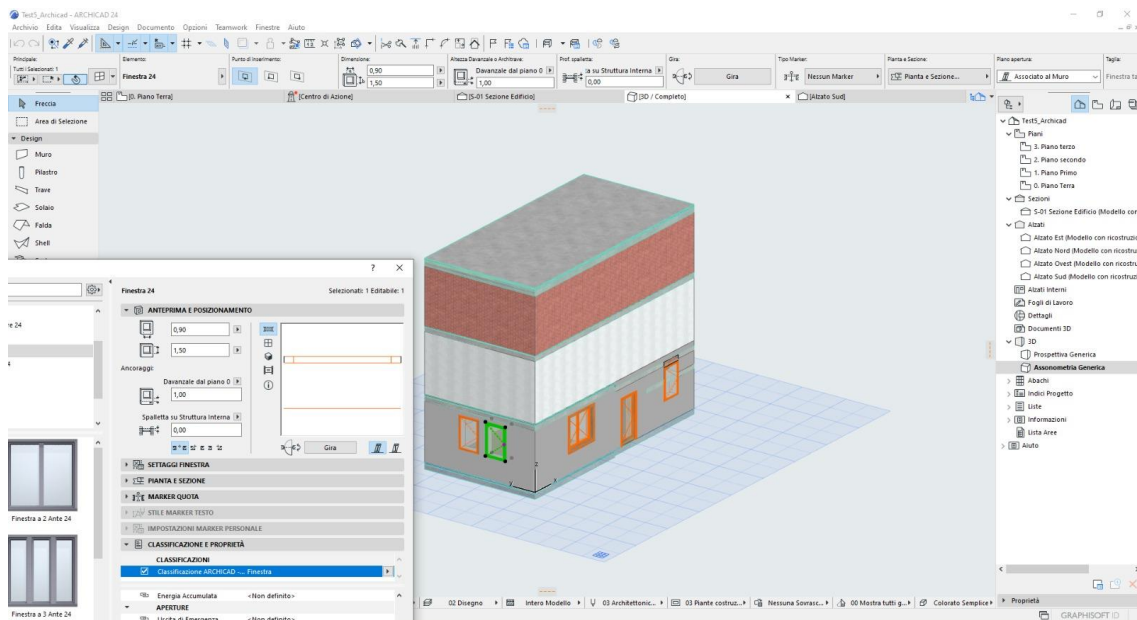 Test5_Archicad - ARCHICAD 24
Archivio Edita Visualizza Design Documento Opzioni Teamwork Finestre Aiuto
Principale: Elemento: Punto di Inserimento: Dimensione: Altezza Davanzale o Architrave: Prof. spalletta: Gira: Tipo Marker: Pianta e Sezione: Piano apertura: Taglia:
Tutti i Selezionati: 1
Finestra 24
0,90
1,50
Davanzale dal piano 0
1,00
a su Struttura Interna
0,00
Gira
Nessun Marker
Pianta e Sezione...
Associato al Muro
Finestra ta
[0. Piano Terra] [Centro di Azione] [S-01 Sezione Edificio] [3D / Completo] [Alzato Sud]
Freccia
Area di Selezione
Design
Muro
Pilastro
Trave
Solaio
Falda
Shell
Test5_Archicad
Piani
3. Piano terzo
2. Piano secondo
1. Piano Primo
0. Piano Terra
Sezioni
S-01 Sezione Edificio (Modello con
Alzati
Alzato Est (Modello con ricostruzio
Alzato Nord (Modello con ricostru
Alzato Ovest (Modello con ricostru
Alzato Sud (Modello con ricostruz
Alzati Interni
Fogli di Lavoro
Dettagli
Documenti 3D
3D
Prospettiva Generica
Assonometria Generica
Abachi
Indici Progetto
Liste
Informazioni
Lista Aree
Aiuto
Proprietà
GRAPHISOFT ID
? ×
Finestra 24
Selezionati: 1 Editabile: 1
ANTEPRIMA E POSIZIONAMENTO
0,90
1,50
Ancoraggi:
Davanzale dal piano 0
1,00
Spalletta su Struttura Interna
0,00
Gira
SETTAGGI FINESTRA
PIANTA E SEZIONE
MARKER QUOTA
STILE MARKER TESTO
IMPOSTAZIONI MARKER PERSONALE
CLASSIFICAZIONE E PROPRIETÀ
CLASSIFICAZIONI
Classificazione ARCHICAD -... Finestra
Energia Accumulata <Non definito>
APERTURE
Uscita di Emergenza <Non definito>
re 24
Finestra a 2 Ante 24
Finestra a 3 Ante 24
02 Disegno Intero Modello 03 Architettonic... 03 Piante costruz... Nessuna Sovrasc... 00 Mostra tutti g... Colorato Semplice